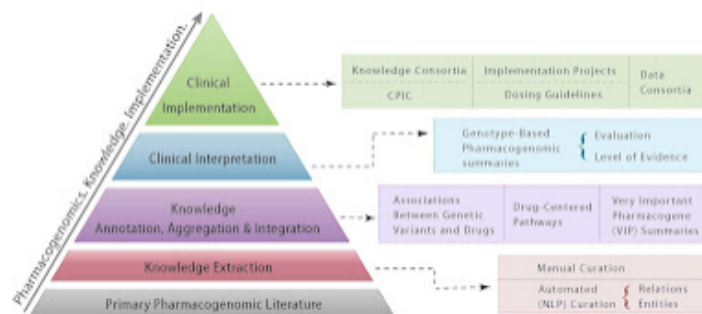 Pharmacogenomics. Knowledge. Implementation.
Clinical
Implementation
Clinical Interpretation
Knowledge
Annotation, Aggregation & Integration
Knowledge Extraction
Primary Pharmacogenomic Literature
Knowledge Consortia
CPIC
Implementation Projects
Dosing Guidelines
Data
Consortia
Genotype-Based
Pharmacogenomic
summaries
Evaluation
Level of Evidence
Associations
Between Genetic
Variants and Drugs
Drug-Centered
Pathways
Very Important
Pharmacogene
(VIP) Summaries
Manual Curation
Automated
(NLP) Curation
Relations
Entities